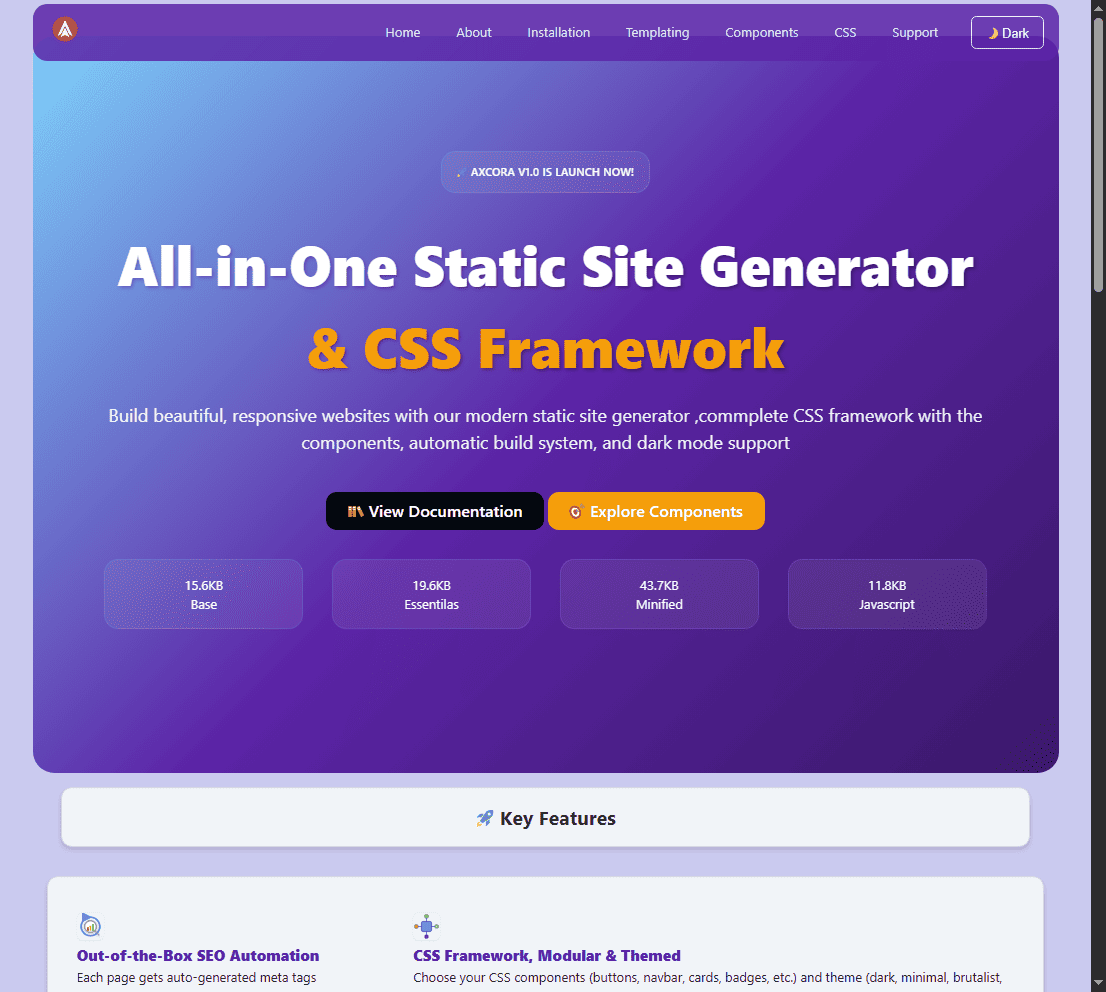 Home About Installation Templating Components CSS Support 🌙 Dark
AXCORA V1.0 IS LAUNCH NOW!
All-in-One Static Site Generator
& CSS Framework
Build beautiful, responsive websites with our modern static site generator ,commplete CSS framework with the
components, automatic build system, and dark mode support
📚 View Documentation 🎯 Explore Components
15.6KB 19.6KB 43.7KB 11.8KB
Base Essentilas Minified Javascript
🚀 Key Features
Out-of-the-Box SEO Automation CSS Framework, Modular & Themed
Each page gets auto-generated meta tags Choose your CSS components (buttons, navbar, cards, badges, etc.) and theme (dark, minimal, brutalist,